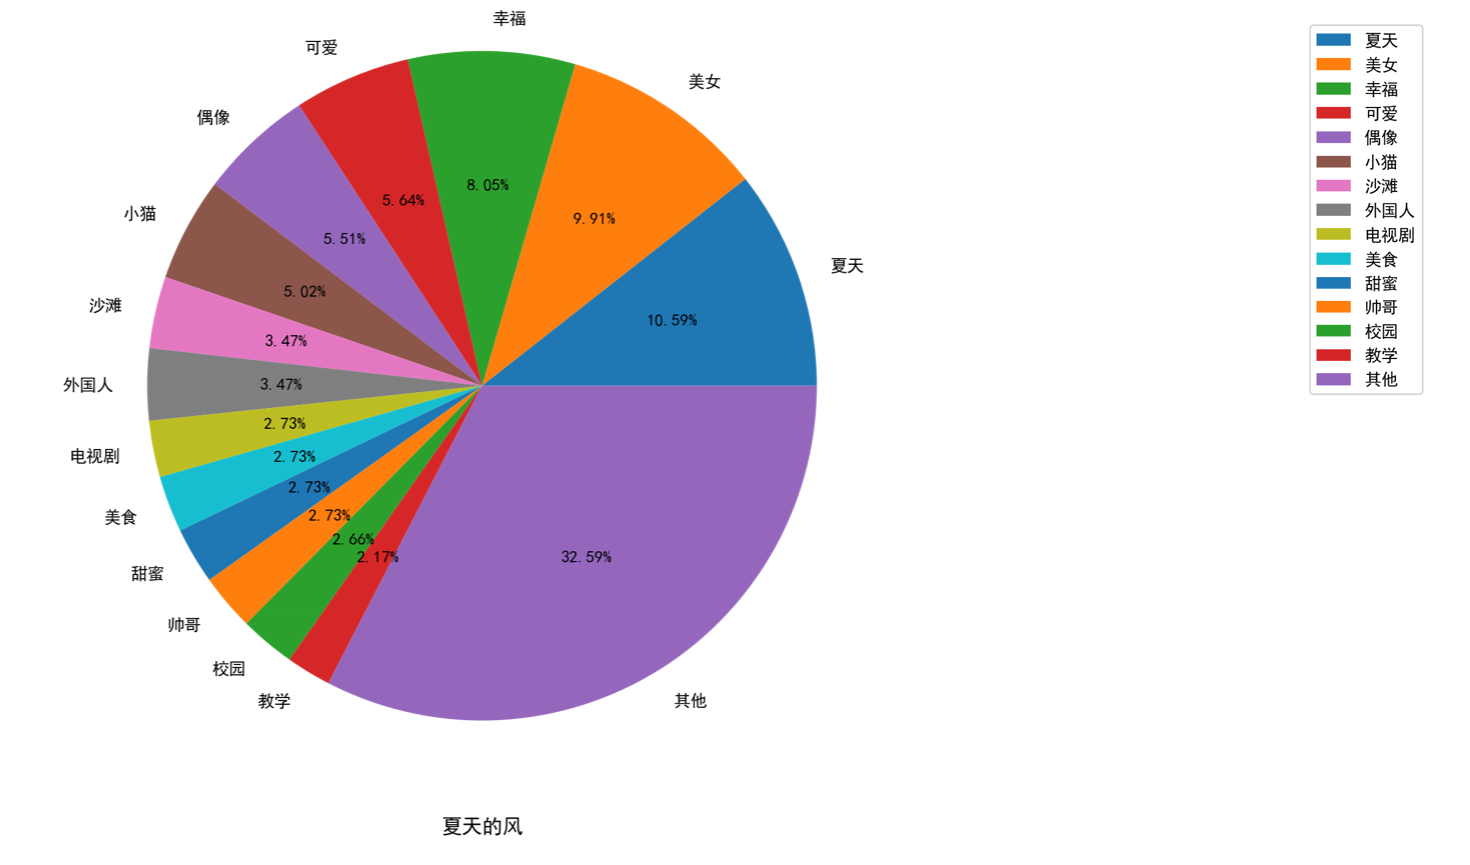 幸福
可爱
美女
偶像
小猫
夏天
沙滩
外国人
电视剧
美食
甜蜜
帅哥
校园
教学
其他
8.05%
5.64%
9.91%
5.51%
5.02%
10.59%
3.47%
3.47%
2.73%
2.73%
2.73%
2.73%
2.66%
2.17%
32.59%
夏天的风
夏天
美女
幸福
可爱
偶像
小猫
沙滩
外国人
电视剧
美食
甜蜜
帅哥
校园
教学
其他